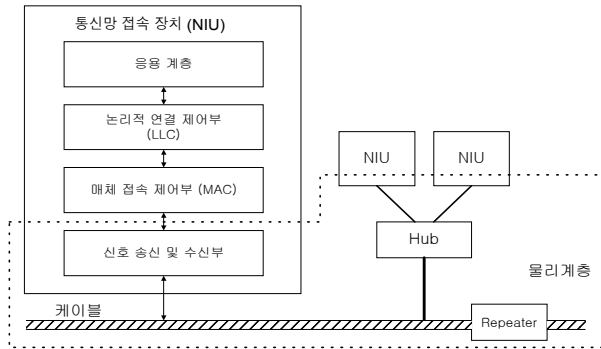 통신망 접속 장치 (NIU)
응용 계층
논리적 연결 제어부
(LLC)
매체 접속 제어부 (MAC)
신호 송신 및 수신부
NIU
NIU
Hub
물리계층
케이블
Repeater